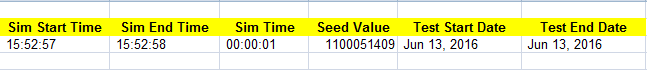 Sim Start Time Sim End Time Sim Time Seed Value Test Start Date Test End Date
15:52:57 15:52:58 00:00:01 1100051409 Jun 13, 2016 Jun 13, 2016